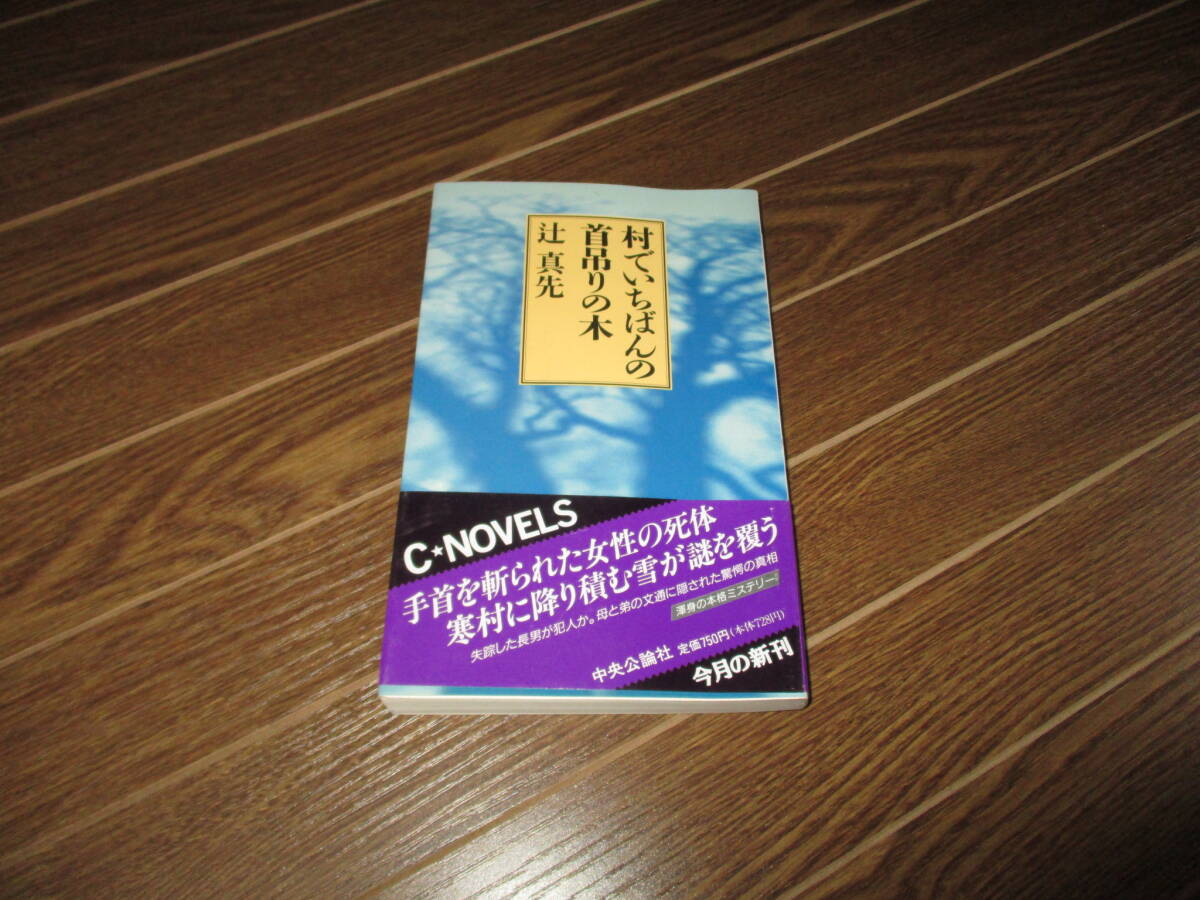 村でいちばんの
首吊りの木
辻 真先
C★NOVELS
手首を斬られた女性の死体
寒村に降り積む雪が謎を覆う
失踪した長男が犯人か。母と弟の文通に隠された驚愕の真相
渾身の本格ミステリー
中央公論社 定価750円(本体728円)
今月の新刊